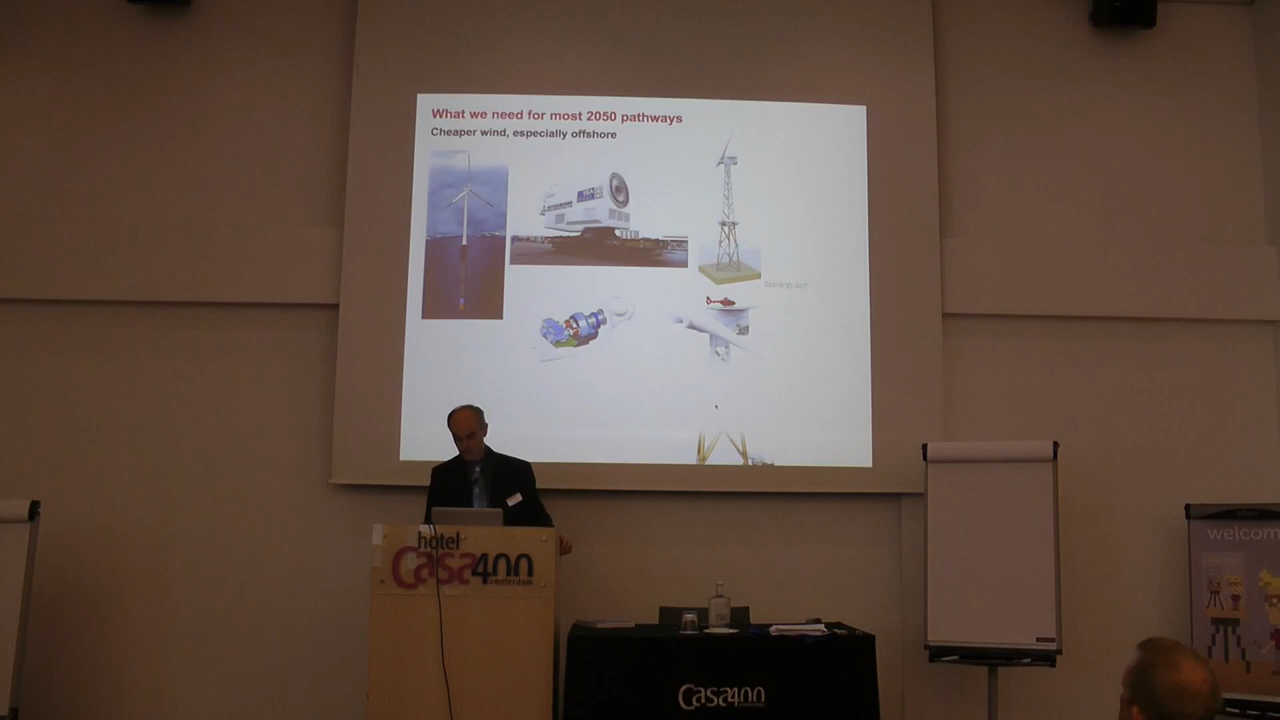 What we need for most 2050 pathways
Cheaper wind, especially offshore
hotel
Casa400
amsterdam
Casa400
welcom